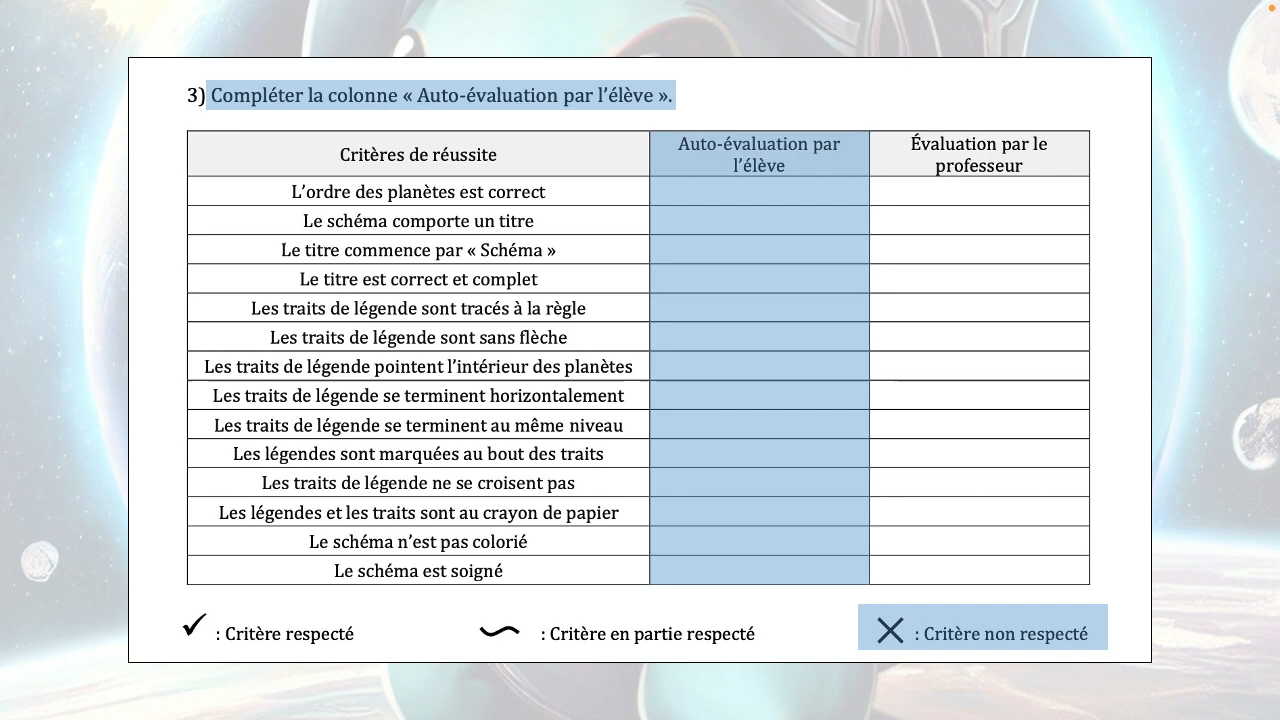 3) Compléter la colonne « Auto-évaluation par l’élève ».
Critères de réussite
Auto-évaluation par
l’élève
Évaluation par le
professeur
L’ordre des planètes est correct
Le schéma comporte un titre
Le titre commence par « Schéma »
Le titre est correct et complet
Les traits de légende sont tracés à la règle
Les traits de légende sont sans flèche
Les traits de légende pointent l’intérieur des planètes
Les traits de légende se terminent horizontalement
Les traits de légende se terminent au même niveau
Les légendes sont marquées au bout des traits
Les traits de légende ne se croisent pas
Les légendes et les traits sont au crayon de papier
Le schéma n’est pas colorié
Le schéma est soigné
: Critère respecté
: Critère en partie respecté
: Critère non respecté